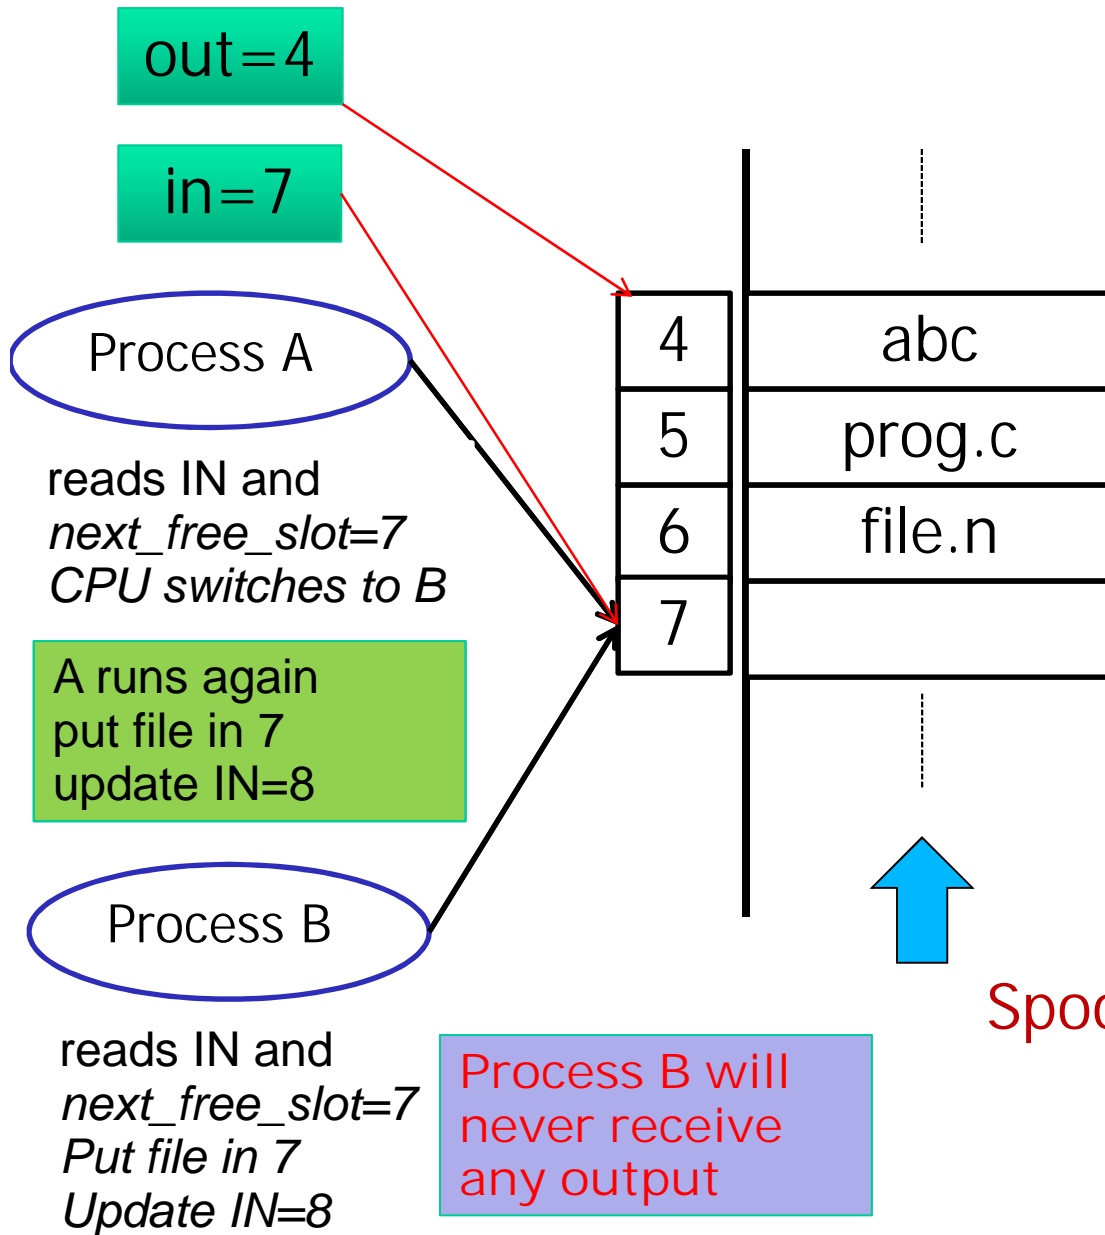 out=4
in=7
Process A
reads IN and
next_free_slot=7
CPU switches to B
A runs again
put file in 7
update IN=8
Process B
reads IN and
next_free_slot=7
Put file in 7
Update IN=8
4
abc
5
prog.c
6
file.n
7
Process B will
never receive
any output